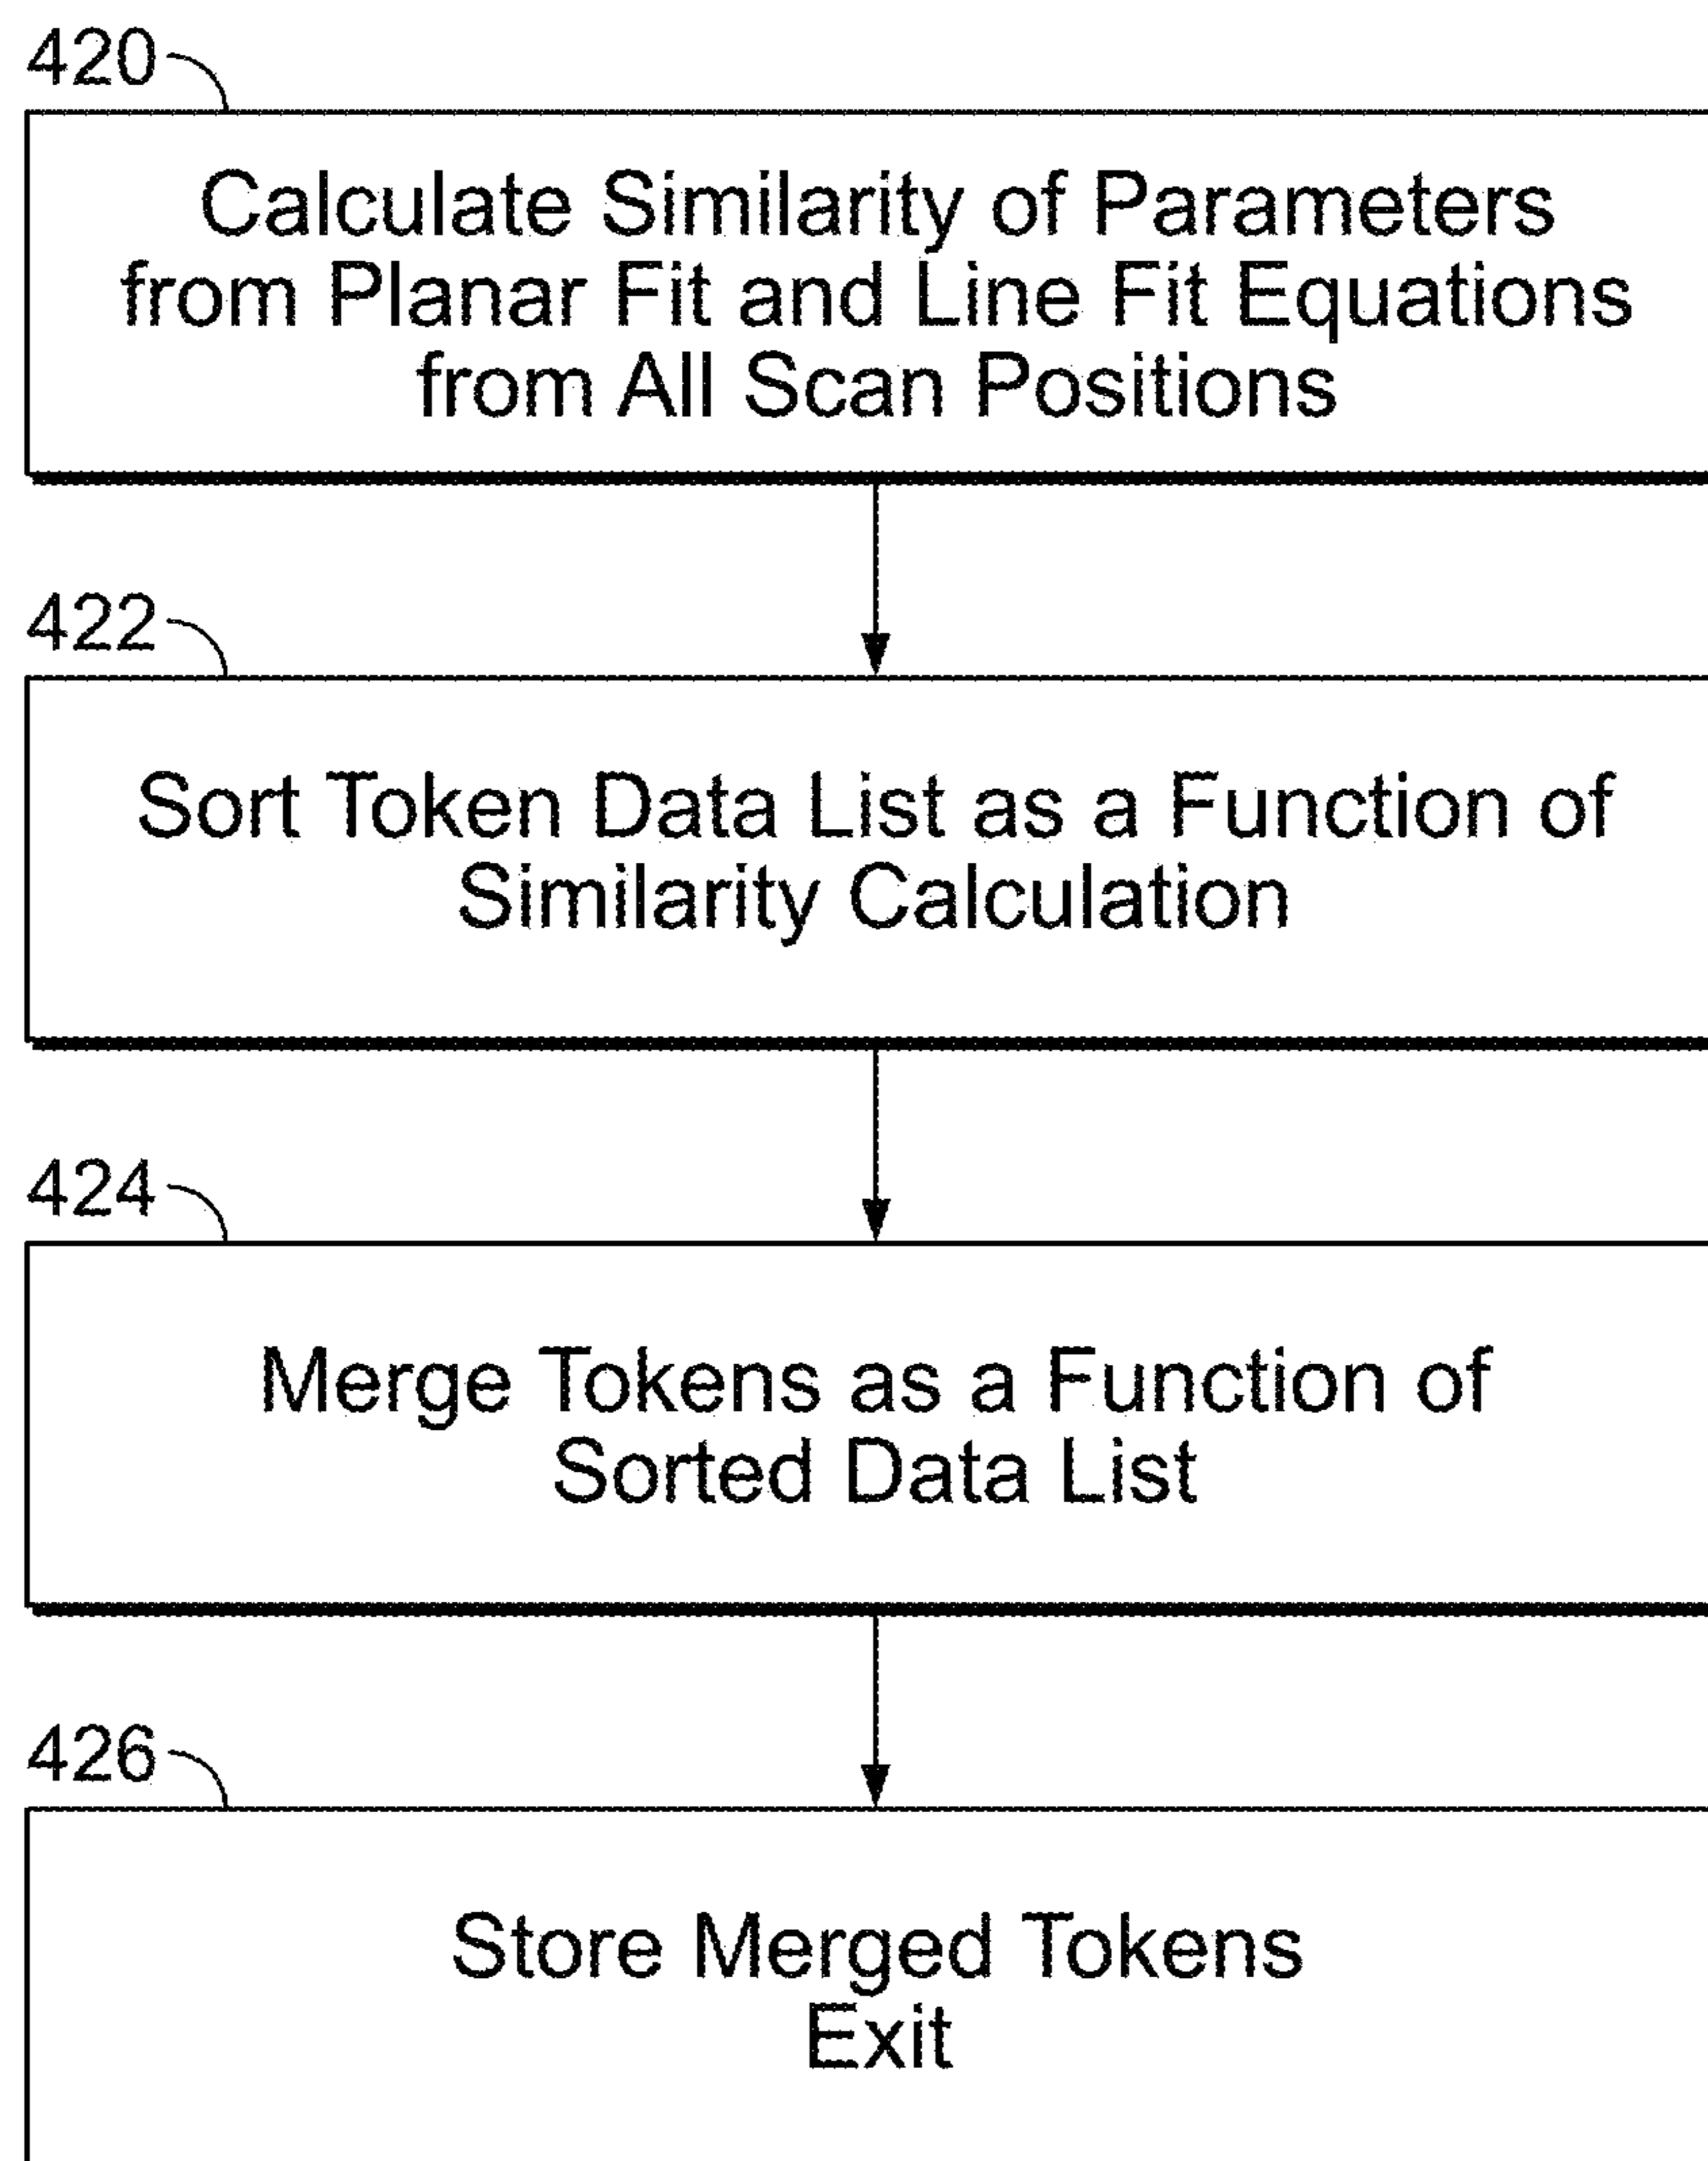 420
Calculate Similarity of Parameters
from Planar Fit and Line Fit Equations
from All Scan Positions
422
Sort Token Data List as a Function of
Similarity Calculation
424
Merge Tokens as a Function of
Sorted Data List
426
Store Merged Tokens
Exit